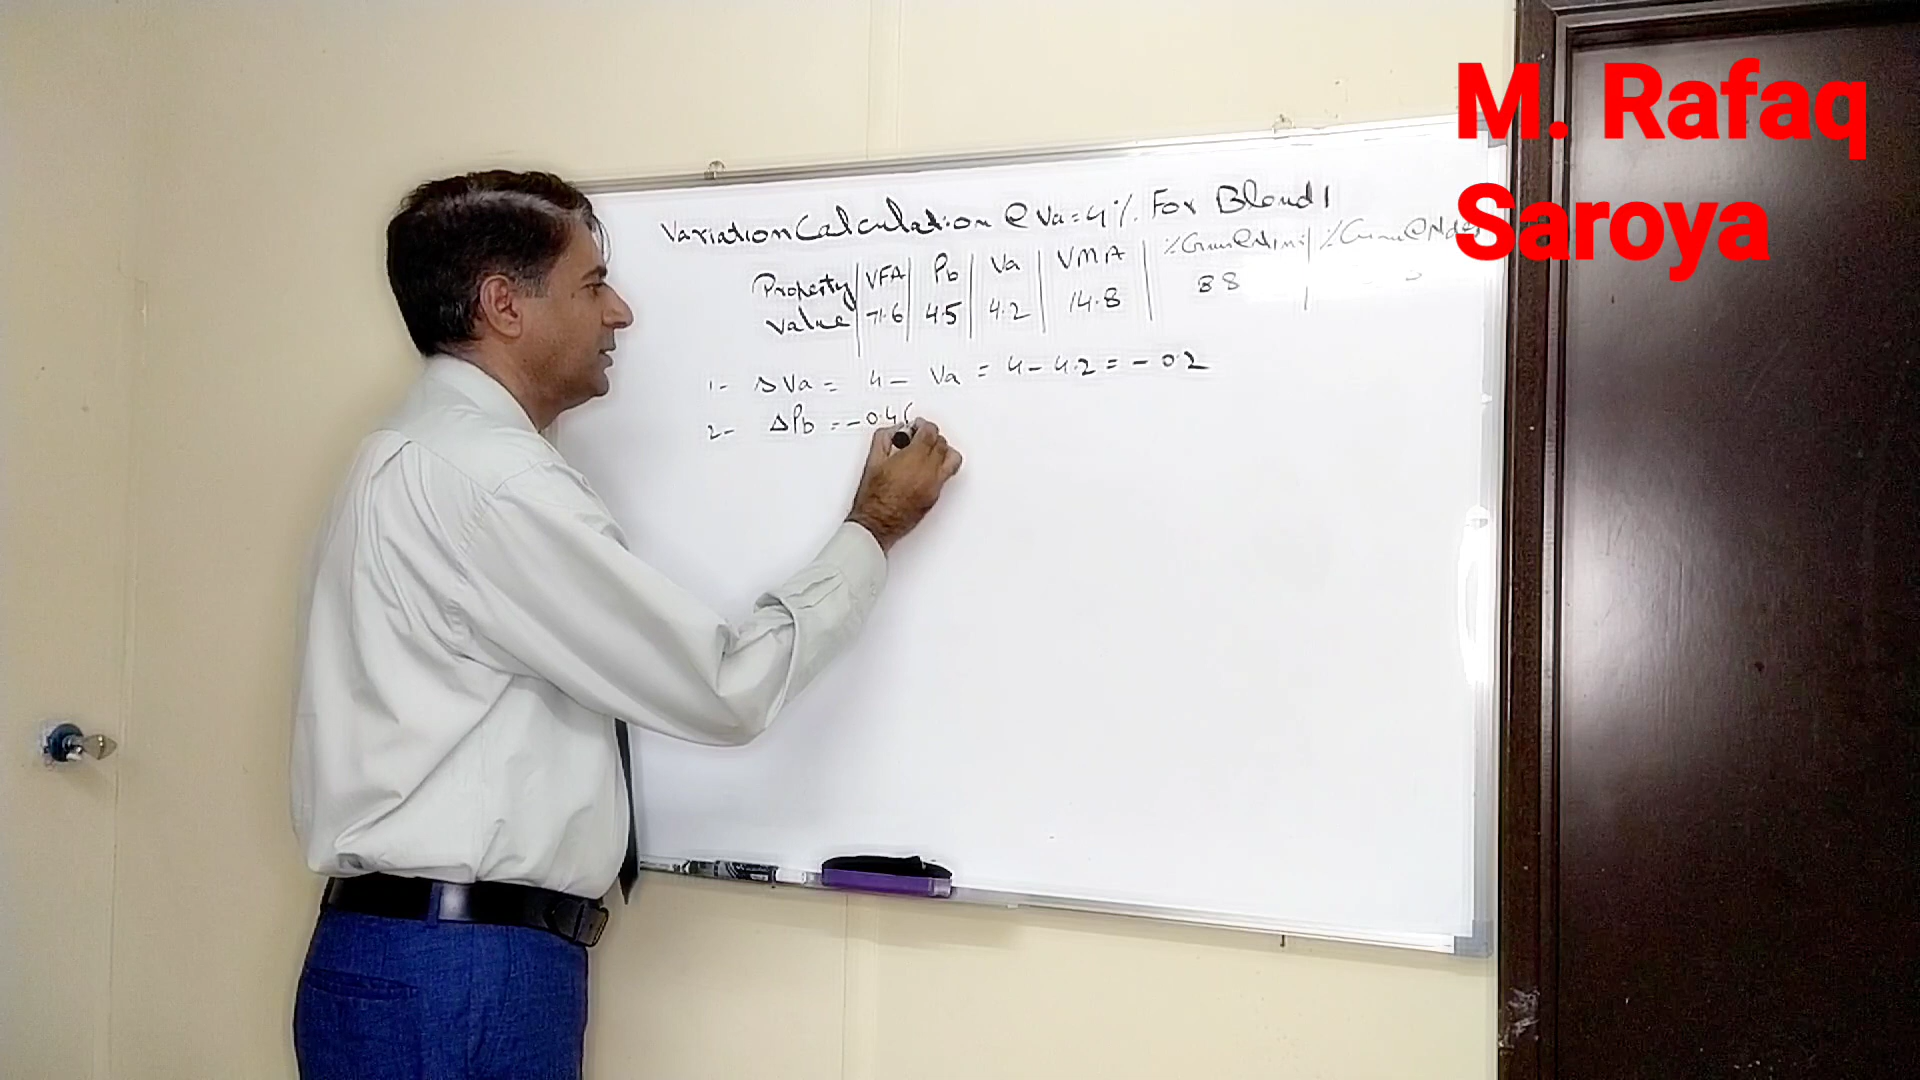 M. Rafaq
Saroya
Variation Calculation @ Va = 4% For Blend 1
Property VFA Pb Va VMA %Gmm@Nini %Gmm@Ndes
Value 71.6 4.5 4.2 14.8 88
1- ΔVa = 4 - Va = 4 - 4.2 = -0.2
2- ΔPb = -0.4